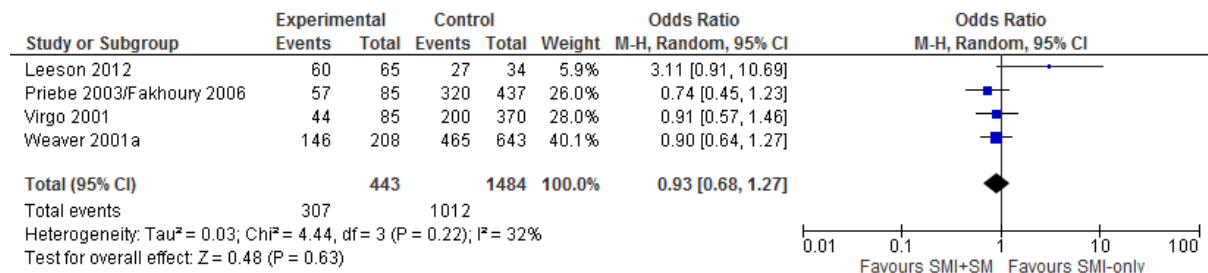 Experimental Control Odds Ratio Odds Ratio
Study or Subgroup Events Total Events Total Weight M-H, Random, 95% CI M-H, Random, 95% CI
Leeson 2012 60 65 27 34 5.9% 3.11 [0.91, 10.69]
Priebe 2003/Fakhoury 2006 57 85 320 437 26.0% 0.74 [0.45, 1.23]
Virgo 2001 44 85 200 370 28.0% 0.91 [0.57, 1.46]
Weaver 2001a 146 208 465 643 40.1% 0.90 [0.64, 1.27]
Total (95% CI) 443 1484 100.0% 0.93 [0.68, 1.27]
Total events 307 1012
Heterogeneity: Tau² = 0.03; Chi² = 4.44, df = 3 (P = 0.22); I² = 32%
Test for overall effect: Z = 0.48 (P = 0.63)
0.01 0.1 1 10 100
Favours SMI+SM Favours SMI-only